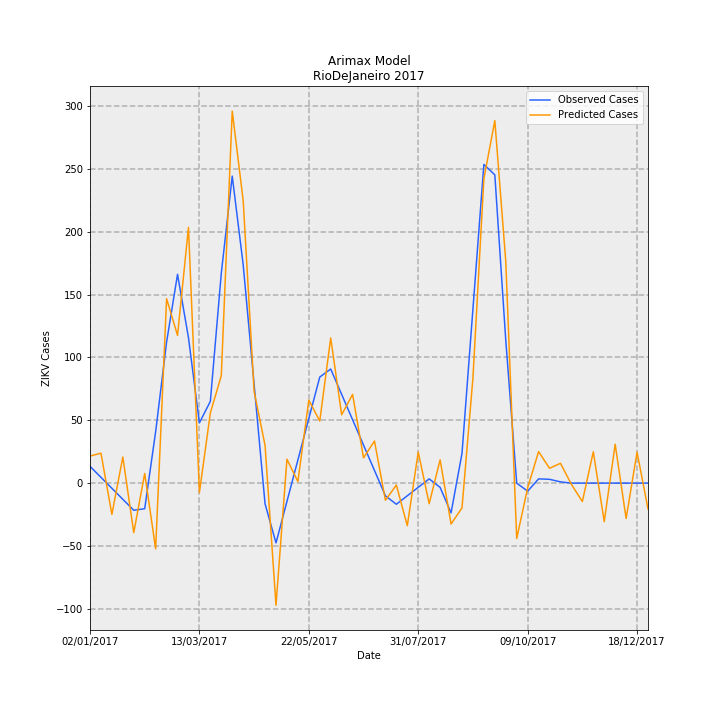 Arimax Model
RioDeJaneiro 2017
Observed Cases
Predicted Cases
ZIKV Cases
300
250
200
150
100
50
0
−50
−100
02/01/2017 13/03/2017 22/05/2017 31/07/2017 09/10/2017 18/12/2017
Date